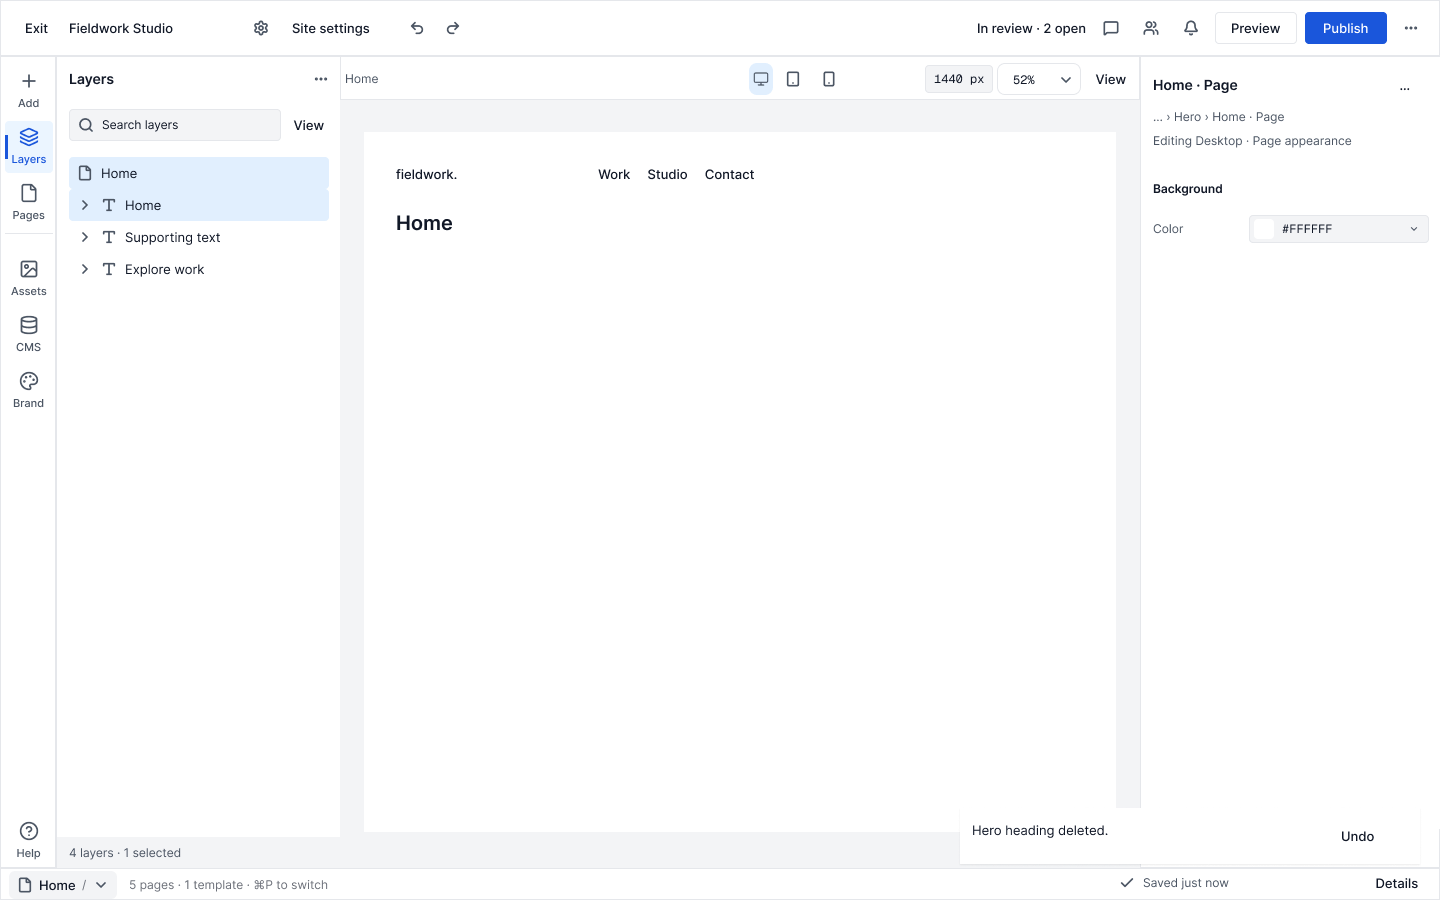 Exit Fieldwork Studio Site settings In review · 2 open Preview Publish
Add
Layers
Pages
Assets
CMS
Brand
Help
Layers
Search layers View
Home
Home
Supporting text
Explore work
4 layers · 1 selected
Home 1440 px 52% View
fieldwork. Work Studio Contact
Home
Home · Page ...
... › Hero › Home · Page
Editing Desktop · Page appearance
Background
Color #FFFFFF
Hero heading deleted. Undo
Home / 5 pages · 1 template · ⌘P to switch Saved just now Details